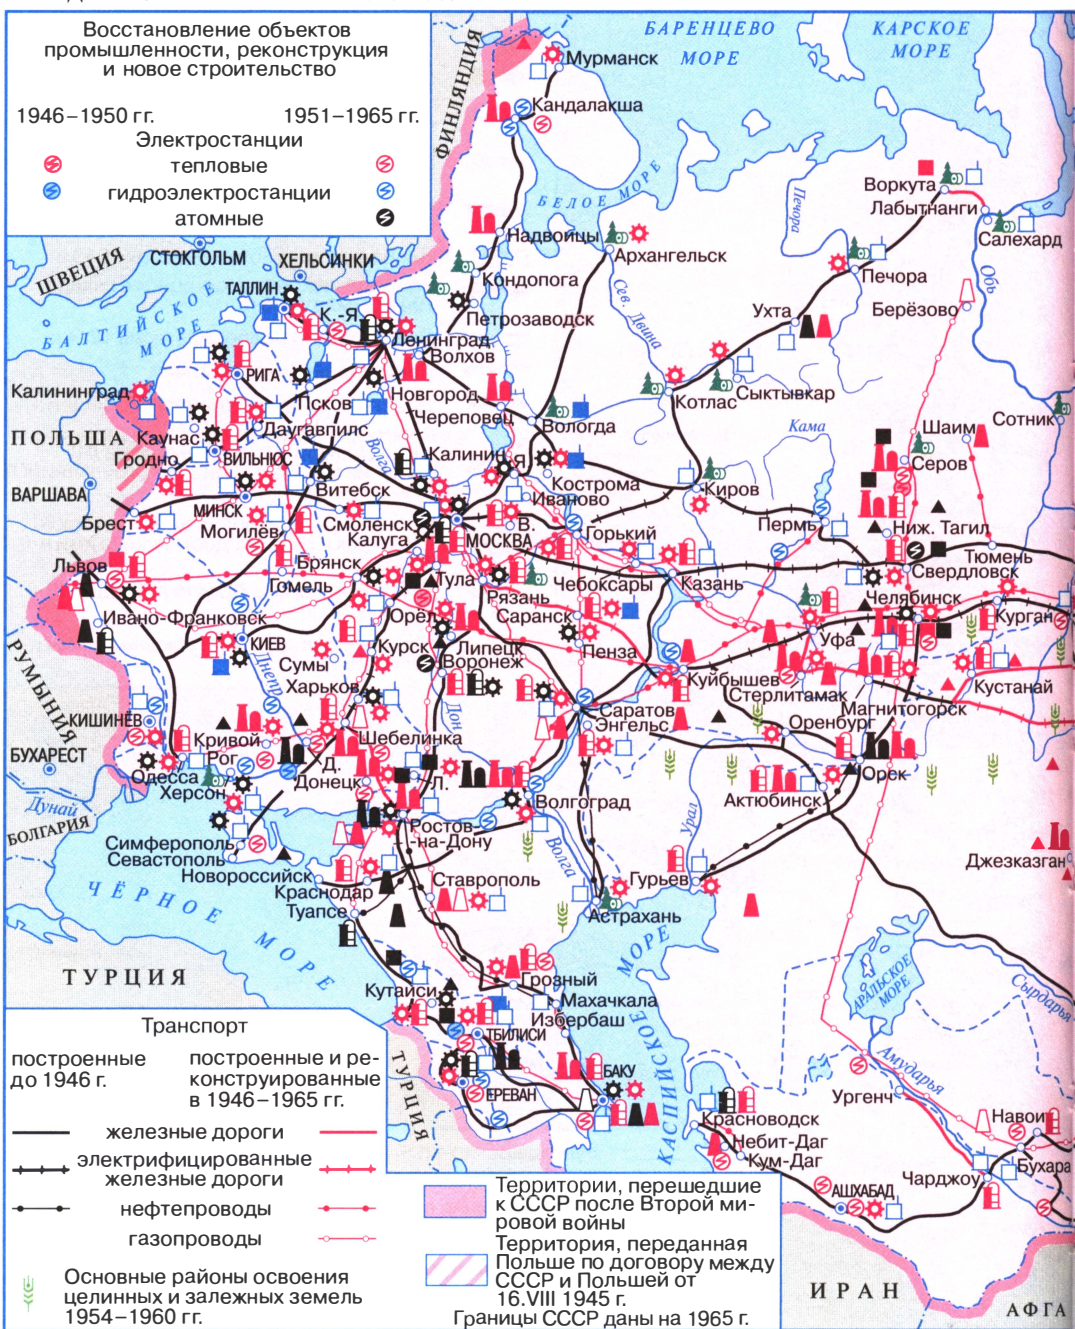 Восстановление объектов
промышленности, реконструкция
и новое строительство
1946–1950 гг.
1951–1965 гг.
Электростанции
тепловые
гидроэлектростанции
атомные
БАРЕНЦЕВО
МОРЕ
КАРСКОЕ
МОРЕ
ФИНЛЯНДИЯ
Мурманск
Кандалакша
БЕЛОЕ МОРЕ
Печора
Воркута
Лабытнанги
Салехард
Обь
Надвоицы
Архангельск
Кондопога
Петрозаводск
Сев. Двина
Печора
Берёзово
Ухта
ШВЕЦИЯ
СТОКГОЛЬМ
ХЕЛЬСИНКИ
ТАЛЛИН
БАЛТИЙСКОЕ
МОРЕ
К.-Я.
Ленинград
Волхов
РИГА
Калининград
Псков
Новгород
Череповец
Вологда
Котлас
Сыктывкар
Сотник
Шаим
Серов
ПОЛЬША
Каунас
Даугавпилс
Гродно
ВИЛЬНЮС
Волга
Калинин
Я.
Кострома
Иваново
Кама
Киров
Пермь
Ниж. Тагил
Тюмень
ВАРШАВА
Витебск
МИНСК
Брест
Могилёв
Смоленск
Калуга
МОСКВА
В.
Горький
Свердловск
Львов
Брянск
Гомель
Тула
Рязань
Чебоксары
Казань
Челябинск
Курган
Ивано-Франковск
КИЕВ
Орёл
Саранск
Уфа
Сумы
Курск
Липецк
Воронеж
Пенза
Куйбышев
Стерлитамак
Кустанай
Магнитогорск
РУМЫНИЯ
Днепр
Харьков
Дон
Саратов
Энгельс
Оренбург
КИШИНЁВ
Кривой
Рог
Шебелинка
БУХАРЕСТ
Одесса
Херсон
Д.
Донецк
Л.
Волгоград
Орск
Актюбинск
Дунай
БОЛГАРИЯ
Симферополь
Севастополь
Ростов-
-на-Дону
Волга
Урал
Джезказган
Новороссийск
Краснодар
Ставрополь
Гурьев
Туапсе
Астрахань
ЧЁРНОЕ МОРЕ
ТУРЦИЯ
Грозный
Кутаиси
Махачкала
Избербаш
КАСПИЙСКОЕ МОРЕ
АРАЛЬСКОЕ
МОРЕ
Сырдарья
ТБИЛИСИ
БАКУ
ЕРЕВАН
ТУРЦИЯ
Амударья
Ургенч
Навои
Красноводск
Небит-Даг
Кум-Даг
Бухара
Чарджоу
АШХАБАД
ИРАН
АФГА
Транспорт
построенные
до 1946 г.
построенные и ре-
конструированные
в 1946–1965 гг.
железные дороги
электрифицированные
железные дороги
нефтепроводы
газопроводы
Основные районы освоения
целинных и залежных земель
1954–1960 гг.
Территории, перешедшие
к СССР после Второй ми-
ровой войны
Территория, переданная
Польше по договору между
СССР и Польшей от
16.VIII 1945 г.
Границы СССР даны на 1965 г.